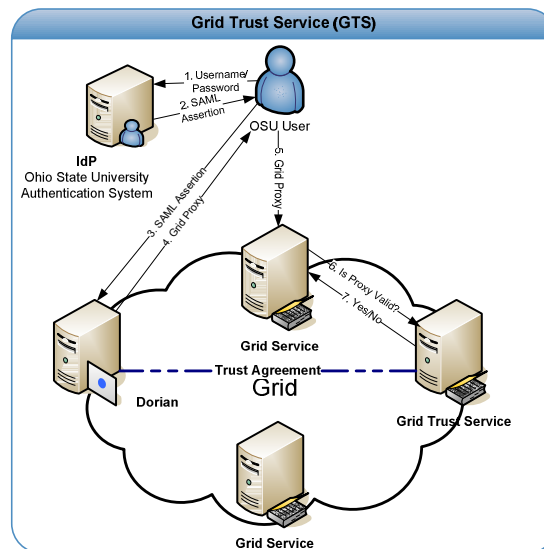 Grid Trust Service (GTS)
1. Username/
Password
2. SAML
Assertion
OSU User
IdP
Ohio State University
Authentication System
3. SAML Assertion
4. Grid Proxy
5. Grid Proxy
6. Is Proxy Valid?
7. Yes/No
Grid Service
Trust Agreement
Grid
Dorian
Grid Trust Service
Grid Service